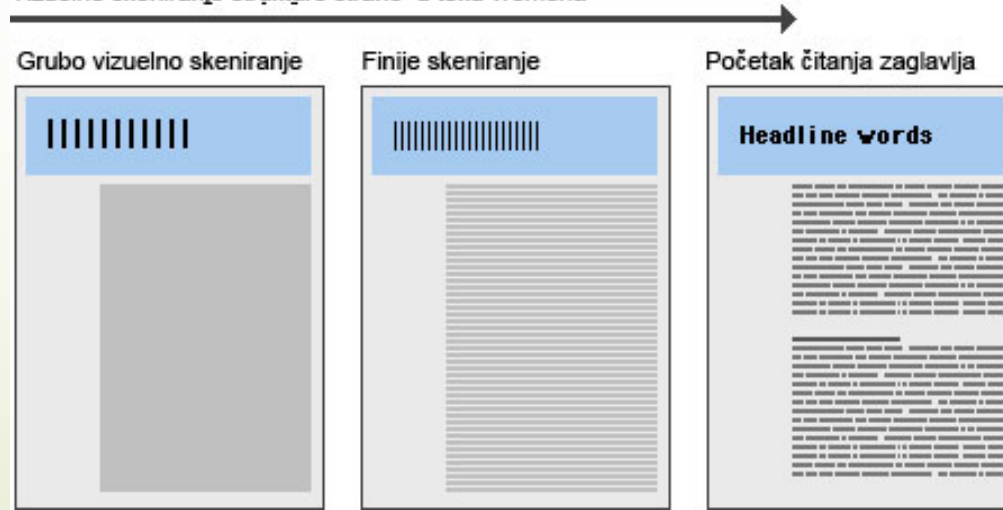 Grubo vizuelno skeniranje
Finije skeniranje
Početak čitanja zaglavlja
Headline words